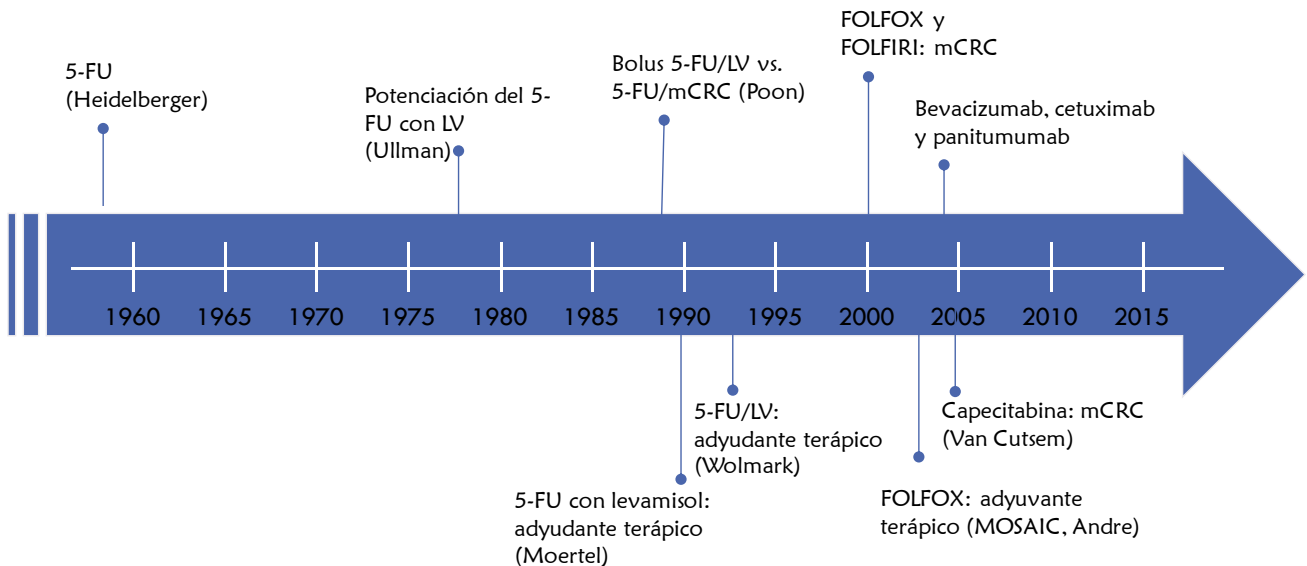 5-FU
(Heidelberger)
Potenciación del 5-
FU con LV
(Ullman)
Bolus 5-FU/LV vs.
5-FU/mCRC (Poon)
FOLFOX y
FOLFIRI: mCRC
Bevacizumab, cetuximab
y panitumumab
1960 1965 1970 1975 1980 1985 1990 1995 2000 2005 2010 2015
5-FU con levamisol:
adyudante terápico
(Moertel)
5-FU/LV:
adyudante terápico
(Wolmark)
FOLFOX: adyuvante
terápico (MOSAIC, Andre)
Capecitabina: mCRC
(Van Cutsem)